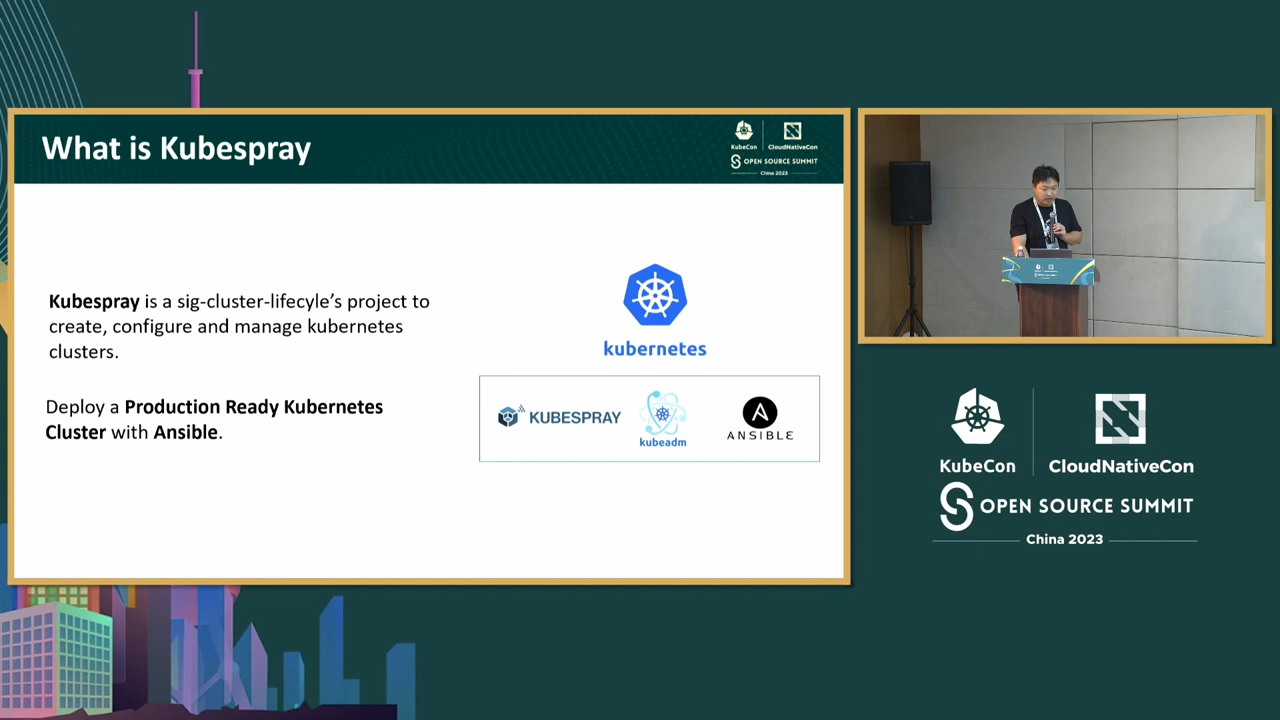 What is Kubespray
KubeCon
CloudNativeCon
OPEN SOURCE SUMMIT
China 2023
Kubespray is a sig-cluster-lifecyle's project to
create, configure and manage kubernetes
clusters.
Deploy a Production Ready Kubernetes
Cluster with Ansible.
kubernetes
KUBESPRAY
kubeadm
ANSIBLE
KubeCon
CloudNativeCon
OPEN SOURCE SUMMIT
China 2023